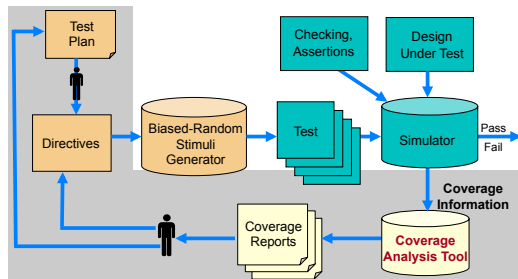 Test
Plan
Checking,
Assertions
Design
Under Test
Directives
Biased-Random
Stimuli
Generator
Test
Simulator
Pass
Fail
Coverage
Information
Coverage
Reports
Coverage
Analysis Tool